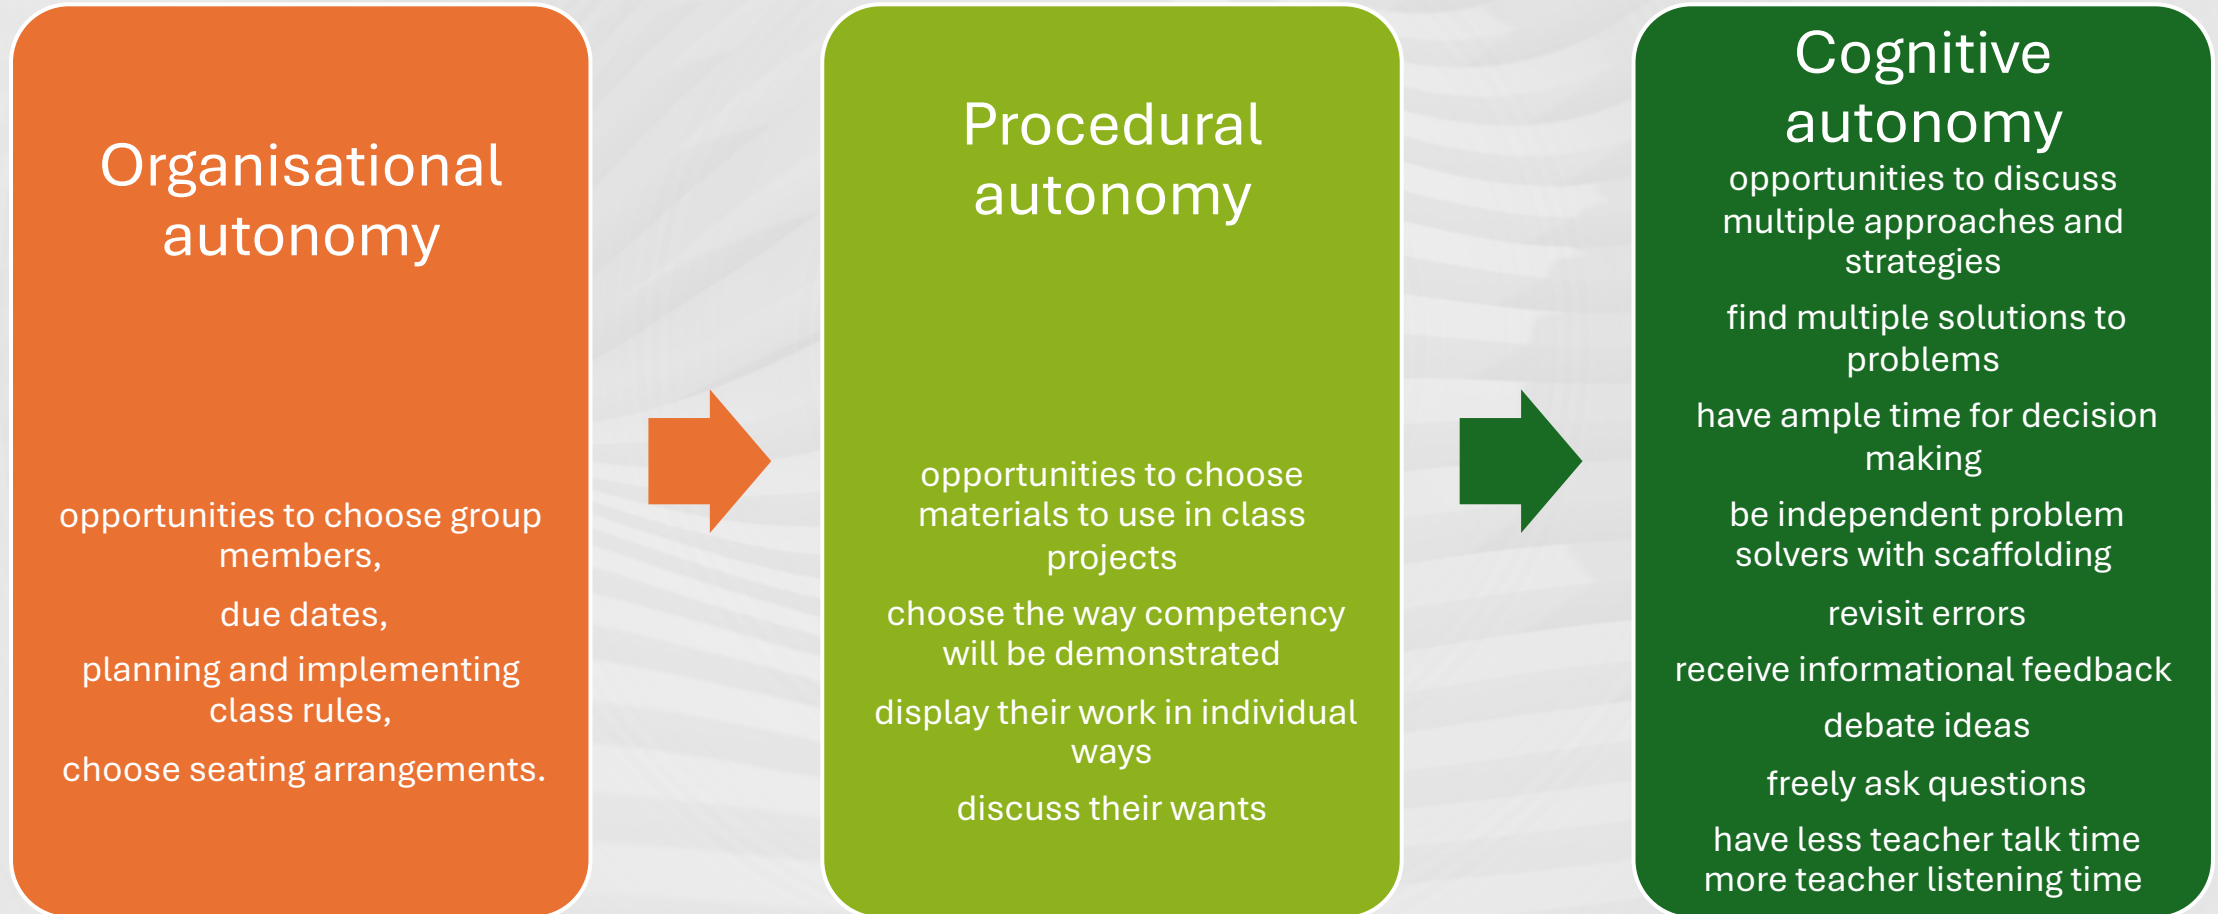 Organisational
autonomy
opportunities to choose group
members,
due dates,
planning and implementing
class rules,
choose seating arrangements.
Procedural
autonomy
opportunities to choose
materials to use in class
projects
choose the way competency
will be demonstrated
display their work in individual
ways
discuss their wants
Cognitive
autonomy
opportunities to discuss
multiple approaches and
strategies
find multiple solutions to
problems
have ample time for decision
making
be independent problem
solvers with scaffolding
revisit errors
receive informational feedback
debate ideas
freely ask questions
have less teacher talk time
more teacher listening time